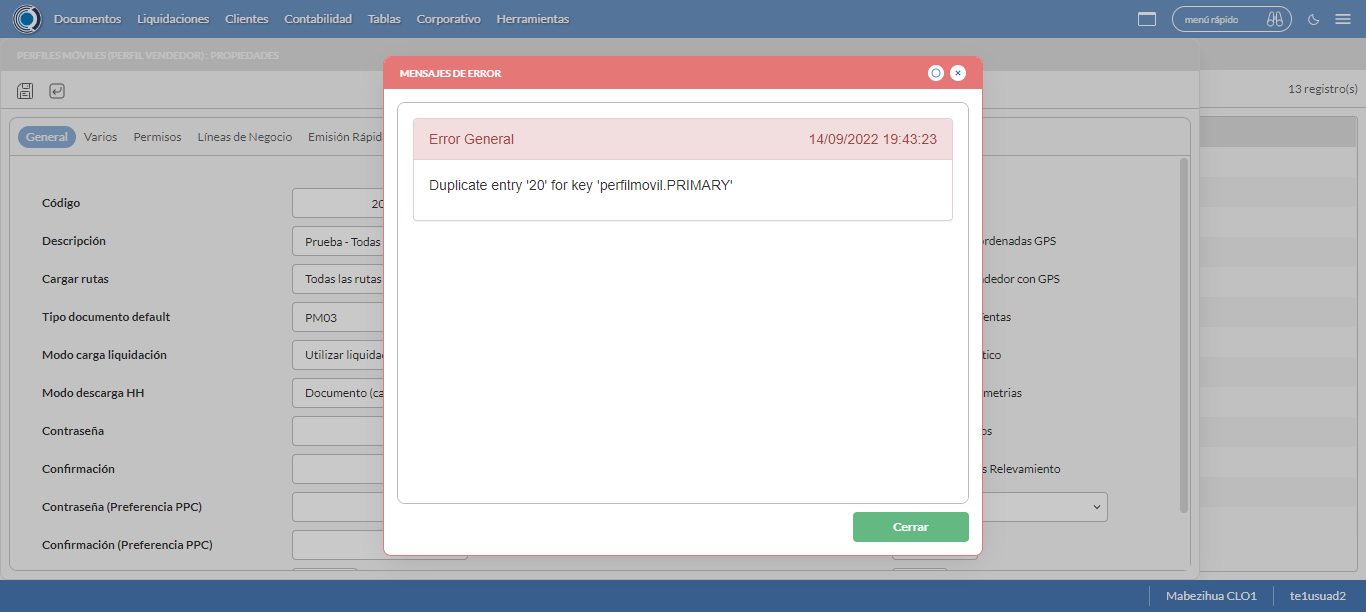 Documentos Liquidaciones Clientes Contabilidad Tablas Corporativo Herramientas menú rápido
PERFILES MÓVILES (PERFIL VENDEDOR) : PROPIEDADES
13 registro(s)
General Varios Permisos Líneas de Negocio Emisión Rápid
MENSAJES DE ERROR
Error General 14/09/2022 19:43:23
Duplicate entry '20' for key 'perfilmovil.PRIMARY'
Cerrar
Código 20
Descripción Prueba - Todas ordenadas GPS
Cargar rutas Todas las rutas dedor con GPS
Tipo documento default PM03 entas
Modo carga liquidación Utilizar liquida tico
Modo descarga HH Documento (ca metrias
Contraseña os
Confirmación s Relevamiento
Contraseña (Preferencia PPC)
Confirmación (Preferencia PPC)
Mabezihua CLO1 te1usuad2